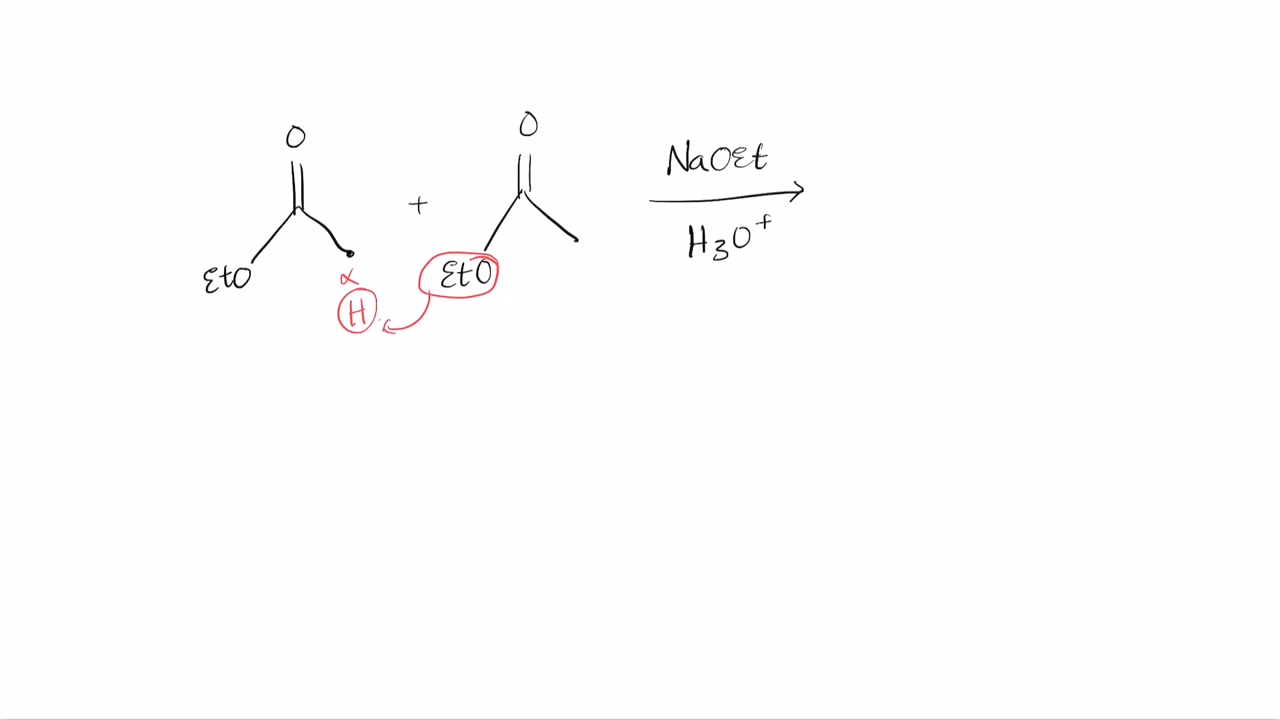 O
O
NaOEt
+
H₃O⁺
EtO
α
EtO
H